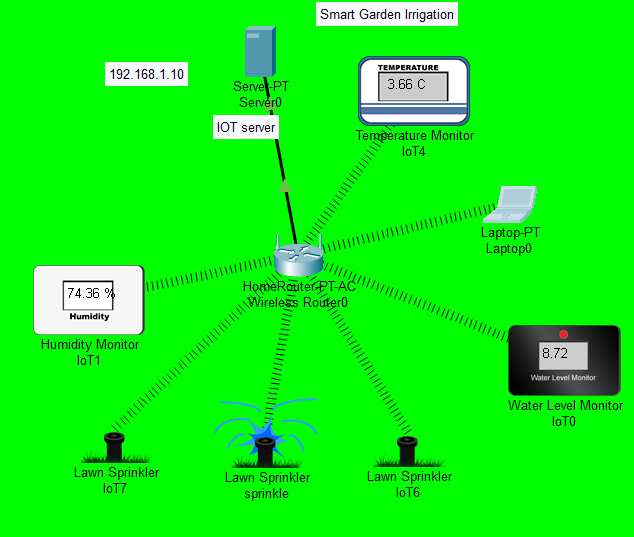 Smart Garden Irrigation
192.168.1.10
Server-PT
Server0
IOT server
TEMPERATURE
3.66 C
Temperature Monitor
IoT4
Laptop-PT
Laptop0
HomeRouter-PT-AC
Wireless Router0
74.36 %
Humidity
Humidity Monitor
IoT1
8.72
Water Level Monitor
Water Level Monitor
IoT0
Lawn Sprinkler
IoT7
Lawn Sprinkler
sprinkle
Lawn Sprinkler
IoT6